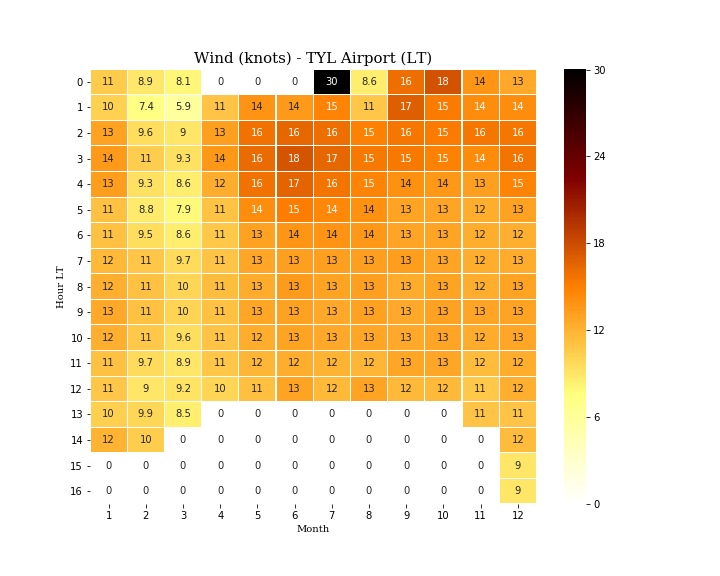 Wind (knots) - TYL Airport (LT)
0 11 8.9 8.1 0 0 0 30 8.6 16 18 14 13
1 10 7.4 5.9 11 14 14 15 11 17 15 14 14
2 13 9.6 9 13 16 16 16 15 16 15 16 16
3 14 11 9.3 14 16 18 17 15 15 15 14 16
4 13 9.3 8.6 12 16 17 16 15 14 14 13 15
5 11 8.8 7.9 11 14 15 14 14 13 13 12 13
6 11 9.5 8.6 11 13 14 14 14 13 13 12 12
7 12 11 9.7 11 13 13 13 13 13 13 12 13
8 12 11 10 11 13 13 13 13 13 13 12 13
9 13 11 10 11 13 13 13 13 13 13 13 13
10 12 11 9.6 11 13 13 13 13 13 13 12 13
11 11 9.7 8.9 11 12 12 12 12 13 13 12 12
12 11 9 9.2 10 11 13 12 13 12 12 11 12
13 10 9.9 8.5 0 0 0 0 0 0 0 11 11
14 12 10 0 0 0 0 0 0 0 0 0 12
15 0 0 0 0 0 0 0 0 0 0 0 9
16 0 0 0 0 0 0 0 0 0 0 0 9
1 2 3 4 5 6 7 8 9 10 11 12
Month
Hour LT
30
24
18
12
6
0